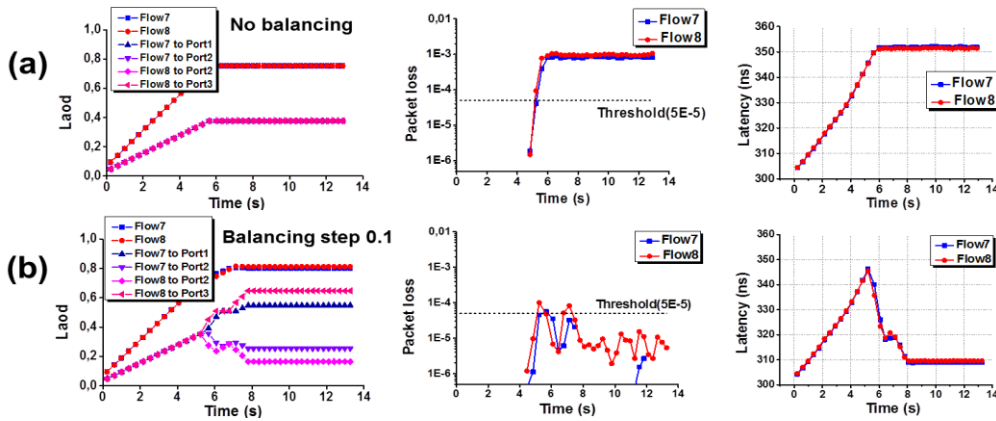 (a)
No balancing
Flow7
Flow8
Flow7 to Port1
Flow7 to Port2
Flow8 to Port2
Flow8 to Port3
Laod
1,0
0,8
0,6
0,4
0,2
0,0
0 2 4 6 8 10 12 14
Time (s)
Packet loss
0,01
1E-3
1E-4
1E-5
1E-6
Flow7
Flow8
Threshold(5E-5)
0 2 4 6 8 10 12 14
Time (s)
Latency (ns)
360
350
340
330
320
310
300
Flow7
Flow8
0 2 4 6 8 10 12 14
Time (s)
(b)
Balancing step 0.1
Flow7
Flow8
Flow7 to Port1
Flow7 to Port2
Flow8 to Port2
Flow8 to Port3
Laod
1,0
0,8
0,6
0,4
0,2
0,0
0 2 4 6 8 10 12 14
Time (s)
Packet loss
0,01
1E-3
1E-4
1E-5
1E-6
Flow7
Flow8
Threshold(5E-5)
0 2 4 6 8 10 12 14
Time (s)
Latency (ns)
360
350
340
330
320
310
300
Flow7
Flow8
0 2 4 6 8 10 12 14
Time (s)